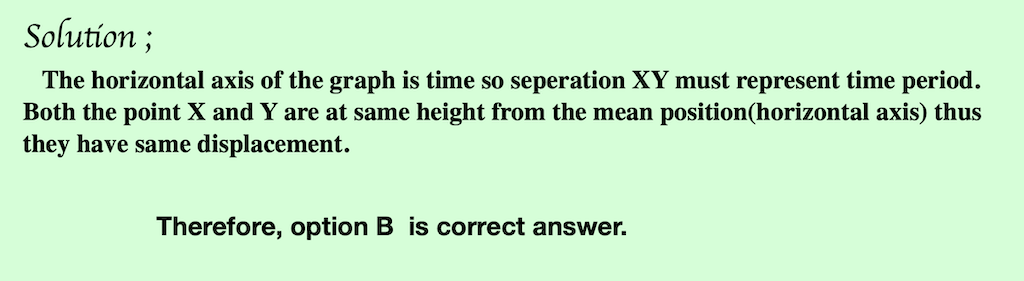 Solution ;
The horizontal axis of the graph is time so seperation XY must represent time period.
Both the point X and Y are at same height from the mean position(horizontal axis) thus
they have same displacement.
Therefore, option B is correct answer.